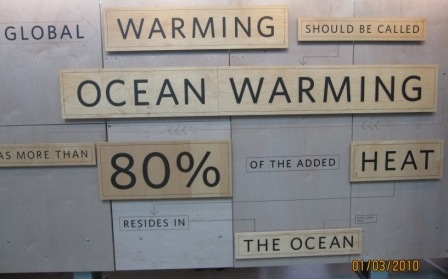 GLOBAL WARMING SHOULD BE CALLED
OCEAN WARMING
AS MORE THAN 80% OF THE ADDED HEAT
RESIDES IN
THE OCEAN
01/03/2010